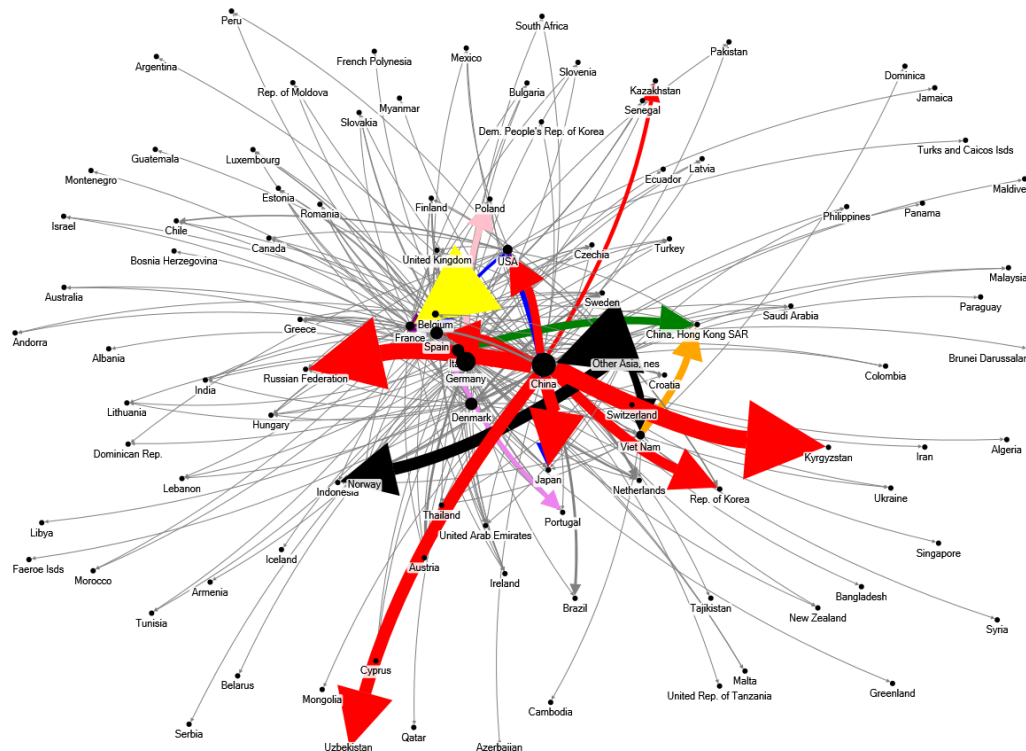 Peru
South Africa
French Polynesia
Mexico
Pakistan
Argentina
Slovenia
Dominica
Rep. of Moldova
Bulgaria
Kazakhstan
Jamaica
Myanmar
Senegal
Slovakia
Dem. People's Rep. of Korea
Turks and Caicos Isds
Guatemala
Luxembourg
Latvia
Montenegro
Ecuador
Maldive
Estonia
Romania
Finland
Poland
Philippines
Panama
Israel
Chile
Canada
Turkey
Bosnia Herzegovina
United Kingdom
USA
Czechia
Malaysia
Australia
Sweden
Paraguay
Saudi Arabia
Belgium
Greece
Andorra
France
China, Hong Kong SAR
Albania
Spain
Brunei Darussalam
Russian Federation
Ita
Other Asia, nes
Germany
China
Croatia
Colombia
India
Lithuania
Hungary
Denmark
Switzerland
Dominican Rep.
Viet Nam
Kyrgyzstan
Iran
Algeria
Lebanon
Indonesia
Norway
Japan
Netherlands
Rep. of Korea
Ukraine
Thailand
Portugal
Libya
United Arab Emirates
Singapore
Faeroe Isds
Morocco
Iceland
Austria
Ireland
Armenia
Brazil
Tajikistan
Bangladesh
Tunisia
New Zealand
Syria
Cyprus
Belarus
Mongolia
Malta
United Rep. of Tanzania
Greenland
Serbia
Qatar
Cambodia
Uzbekistan
Azerbaijan